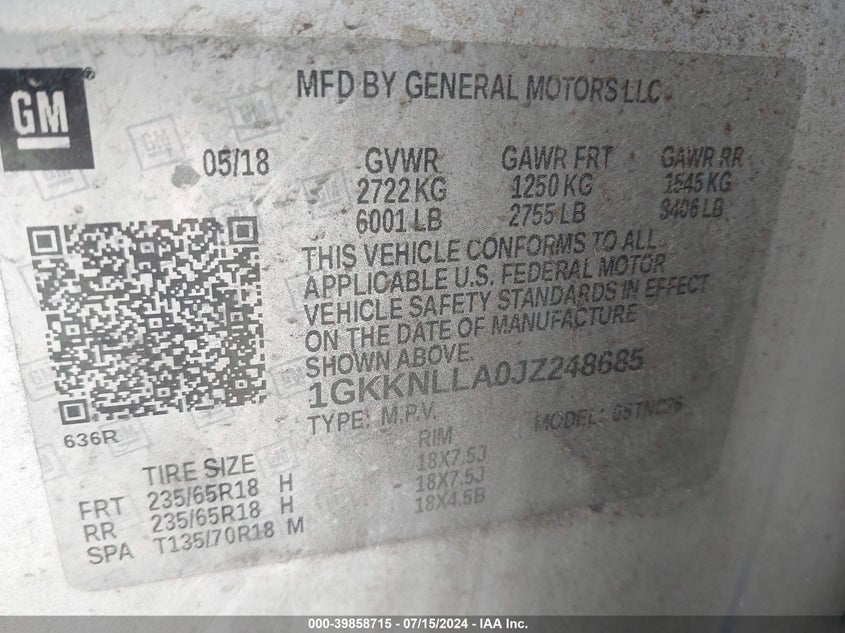 GM
MFD BY GENERAL MOTORS LLC
05/18
GVWR GAWR FRT GAWR RR
2722 KG 1250 KG 1545 KG
6001 LB 2755 LB 3406 LB
THIS VEHICLE CONFORMS TO ALL
APPLICABLE U.S. FEDERAL MOTOR
VEHICLE SAFETY STANDARDS IN EFFECT
ON THE DATE OF MANUFACTURE
SHOWN ABOVE.
1GKKNLLA0JZ248685
TYPE: M.P.V. MODEL:
636R
TIRE SIZE RIM
FRT 235/65R18 H 18X7.5J
RR 235/65R18 H 18X7.5J
SPA T135/70R18 M 18X4.5B
000-39858715 - 07/15/2024 - IAA Inc.